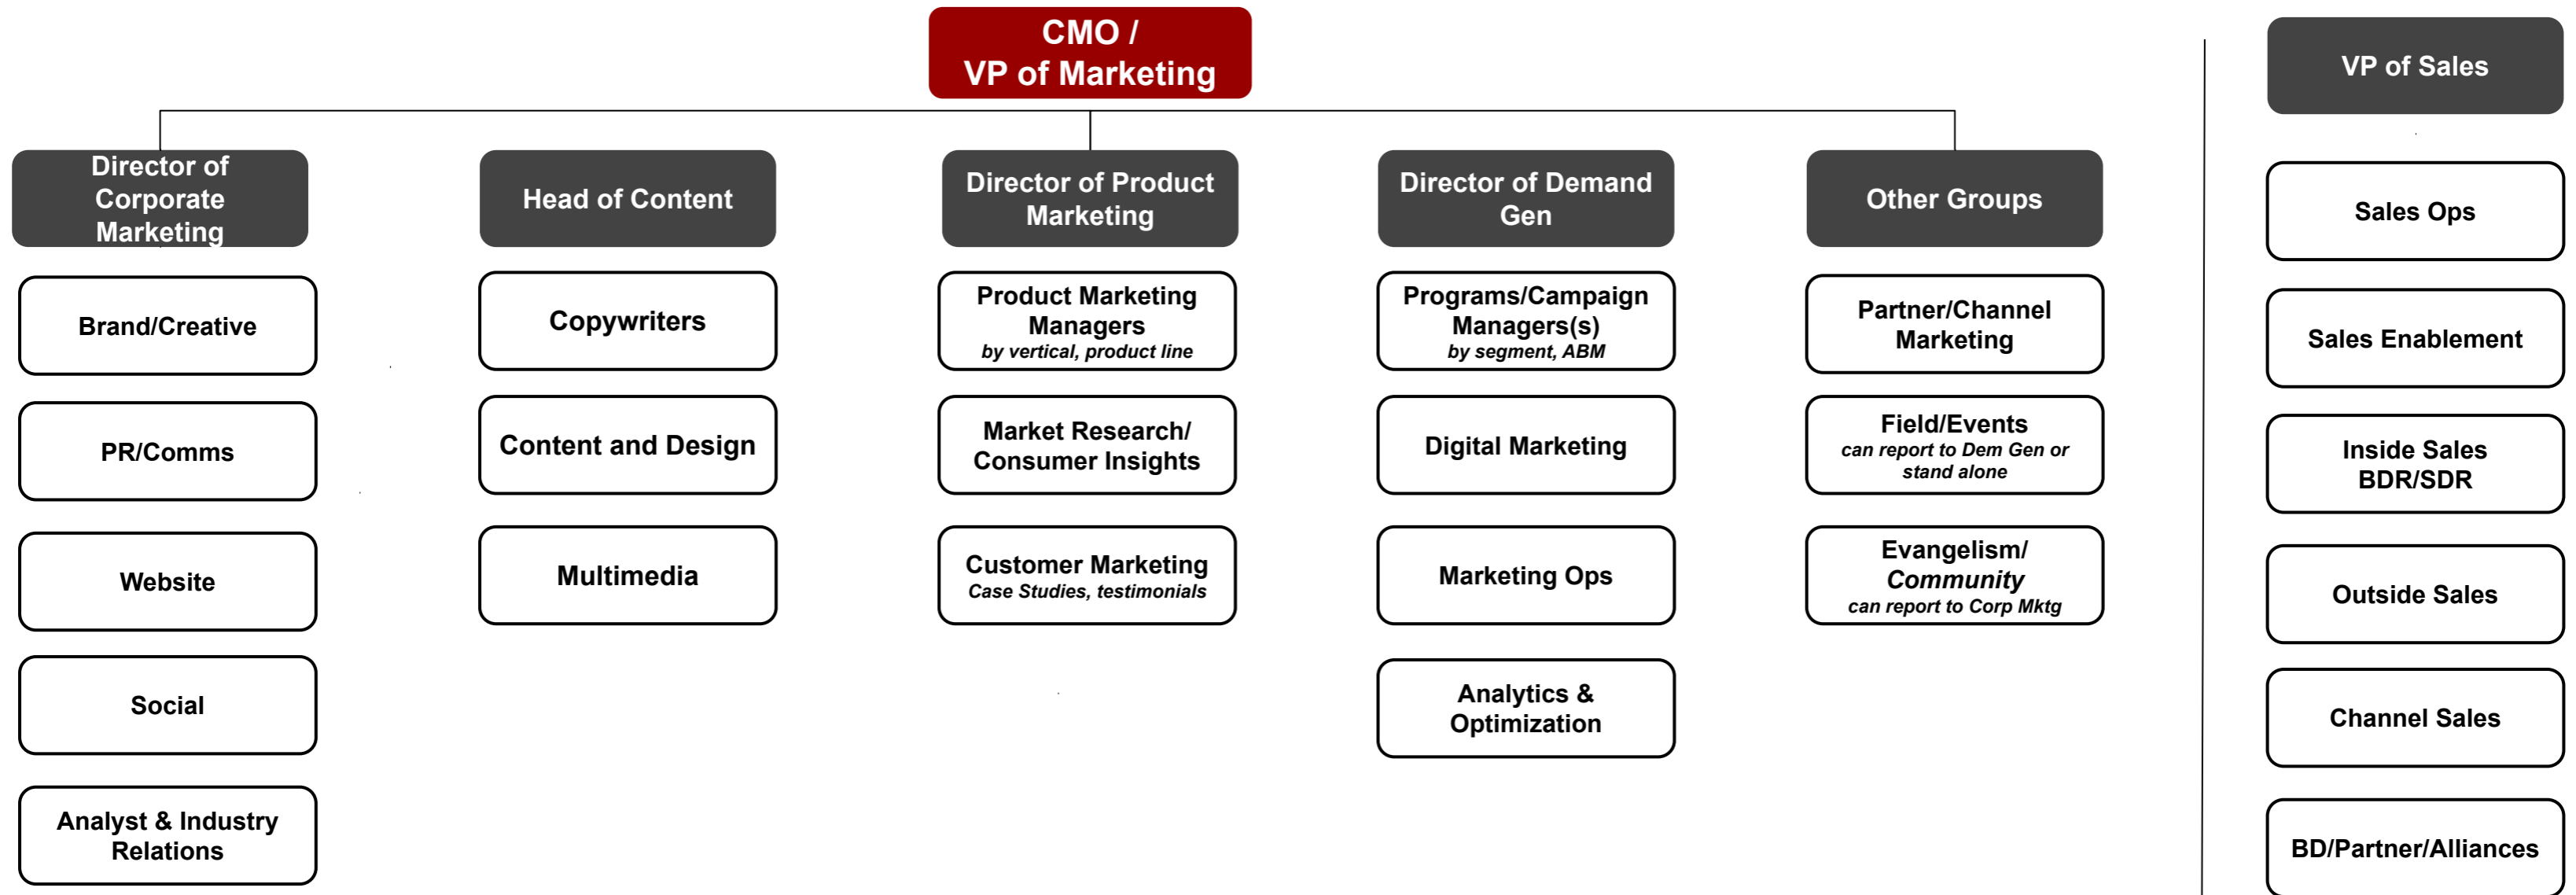 CMO /
VP of Marketing
VP of Sales
Director of
Corporate
Marketing
Head of Content
Director of Product
Marketing
Director of Demand
Gen
Other Groups
Brand/Creative
PR/Comms
Website
Social
Analyst & Industry
Relations
Copywriters
Content and Design
Multimedia
Product Marketing
Managers
by vertical, product line
Market Research/
Consumer Insights
Customer Marketing
Case Studies, testimonials
Programs/Campaign
Managers(s)
by segment, ABM
Digital Marketing
Marketing Ops
Analytics &
Optimization
Partner/Channel
Marketing
Field/Events
can report to Dem Gen or
stand alone
Evangelism/
Community
can report to Corp Mktg
Sales Ops
Sales Enablement
Inside Sales
BDR/SDR
Outside Sales
Channel Sales
BD/Partner/Alliances